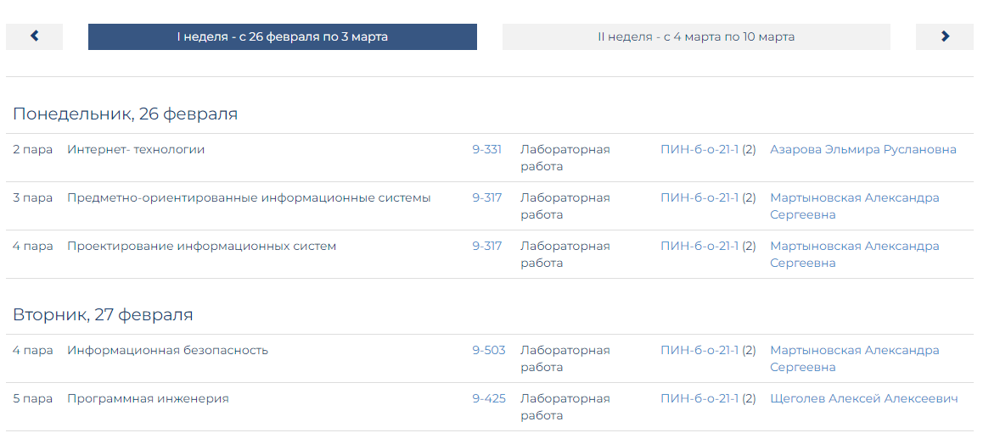 I неделя - с 26 февраля по 3 марта
II неделя - с 4 марта по 10 марта
Понедельник, 26 февраля
2 пара Интернет- технологии 9-331 Лабораторная работа ПИН-б-о-21-1 (2) Азарова Эльмира Руслановна
3 пара Предметно-ориентированные информационные системы 9-317 Лабораторная работа ПИН-б-о-21-1 (2) Мартыновская Александра Сергеевна
4 пара Проектирование информационных систем 9-317 Лабораторная работа ПИН-б-о-21-1 (2) Мартыновская Александра Сергеевна
Вторник, 27 февраля
4 пара Информационная безопасность 9-503 Лабораторная работа ПИН-б-о-21-1 (2) Мартыновская Александра Сергеевна
5 пара Программная инженерия 9-425 Лабораторная работа ПИН-б-о-21-1 (2) Щеголев Алексей Алексеевич